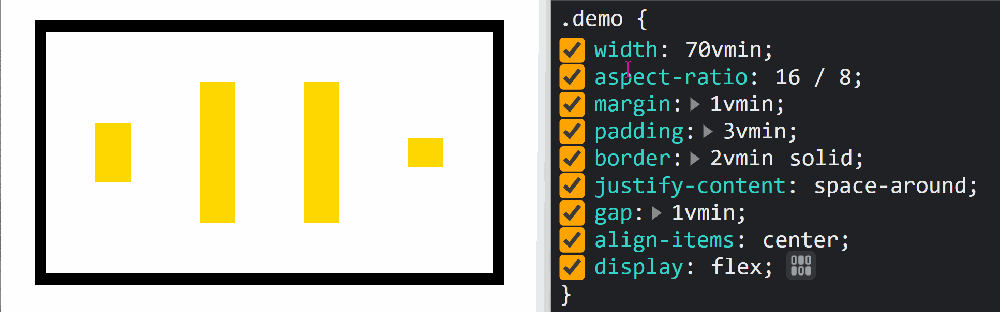 .demo {
width: 70vmin;
aspect-ratio: 16 / 8;
margin: 1vmin;
padding: 3vmin;
border: 2vmin solid;
justify-content: space-around;
gap: 1vmin;
align-items: center;
display: flex;
}